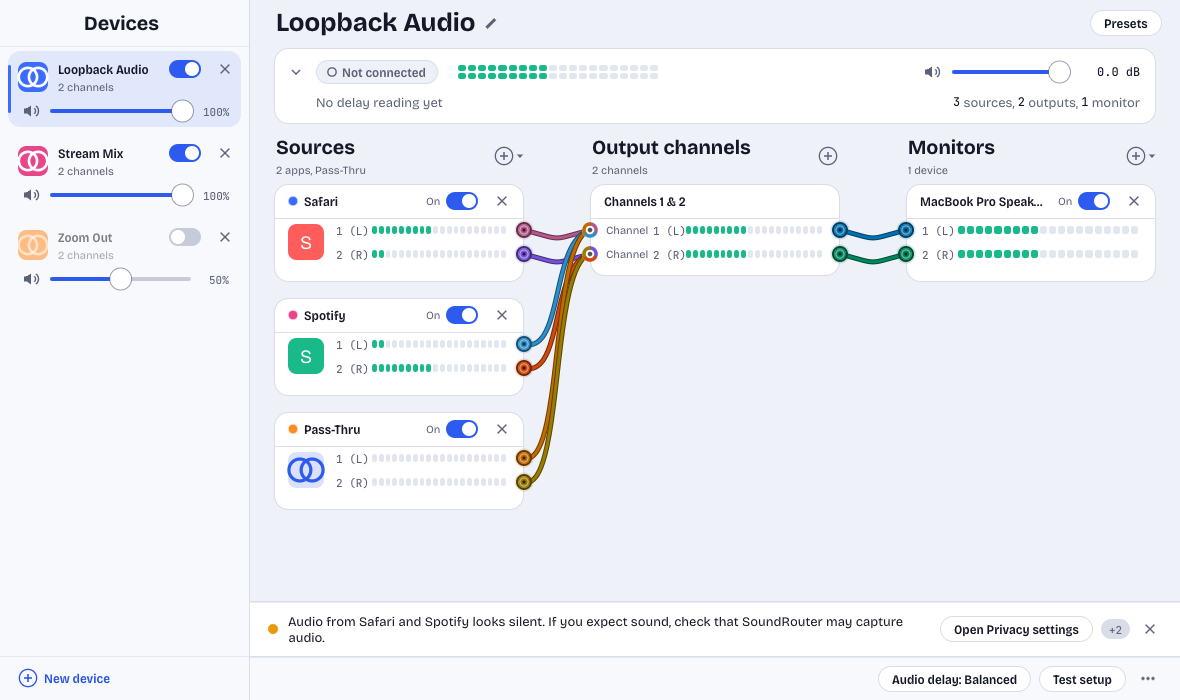 Devices
Loopback Audio
2 channels
100%
Stream Mix
2 channels
100%
Zoom Out
2 channels
50%
New device
Loopback Audio
Presets
Not connected
0.0 dB
No delay reading yet
3 sources, 2 outputs, 1 monitor
Sources
2 apps, Pass-Thru
Safari
On
S
1 (L)
2 (R)
Spotify
On
S
1 (L)
2 (R)
Pass-Thru
On
1 (L)
2 (R)
Output channels
2 channels
Channels 1 & 2
Channel 1 (L)
Channel 2 (R)
Monitors
1 device
MacBook Pro Speak...
On
1 (L)
2 (R)
Audio from Safari and Spotify looks silent. If you expect sound, check that SoundRouter may capture
audio.
Open Privacy settings
+2
Audio delay: Balanced
Test setup